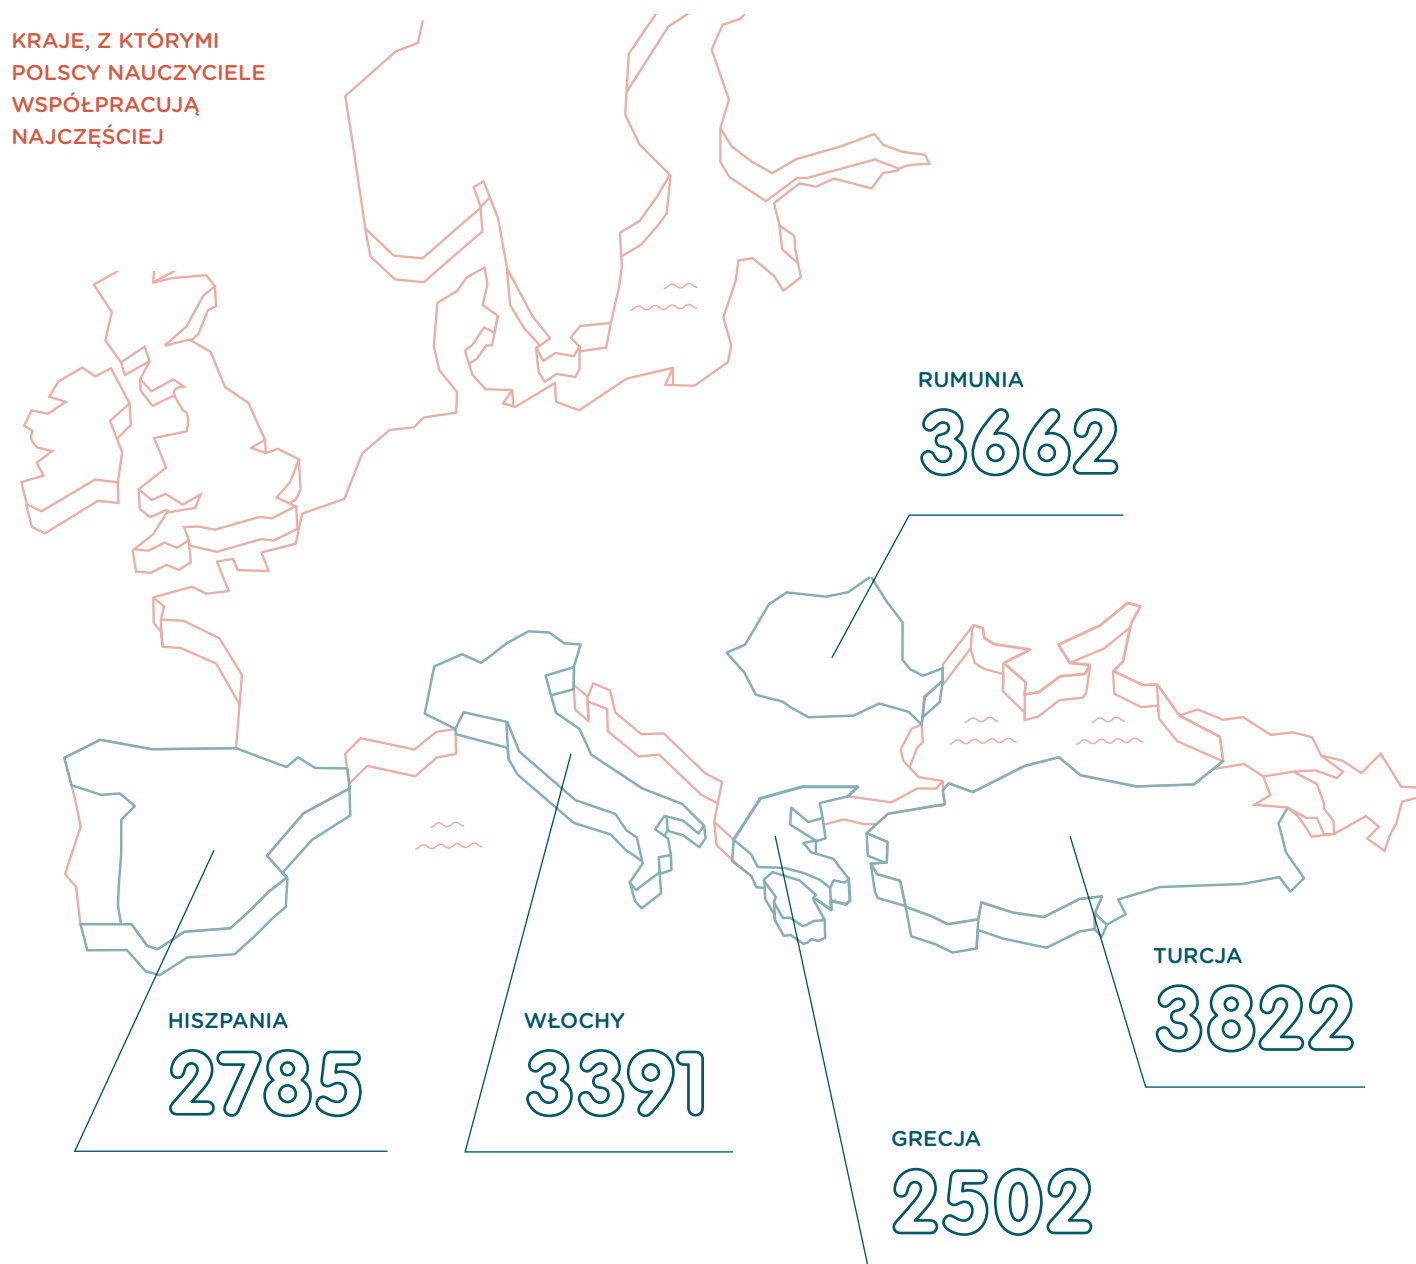 KRAJE, Z KTÓRYMI
POLSCY NAUCZYCIELE
WSPÓŁPRACUJĄ
NAJCZĘŚCIEJ
RUMUNIA
3662
TURCJA
3822
HISZPANIA
2785
WŁOCHY
3391
GRECJA
2502